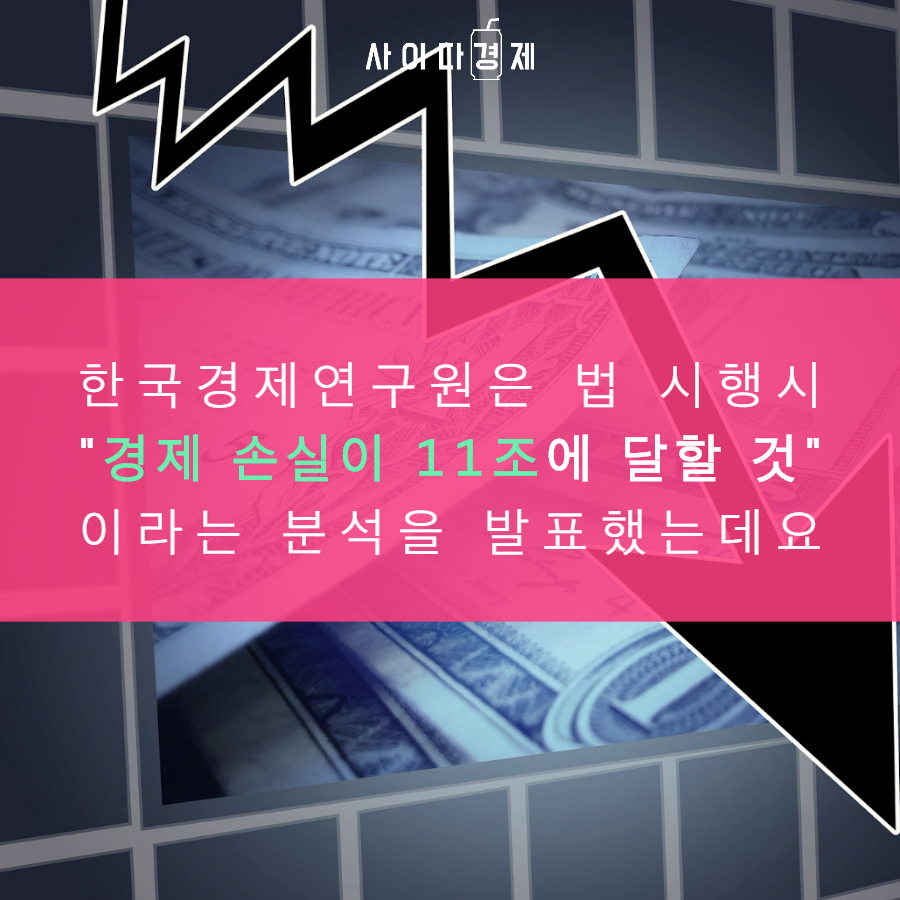 사이다경제
한국경제연구원은 법 시행시
"경제 손실이 11조에 달할 것"
이라는 분석을 발표했는데요